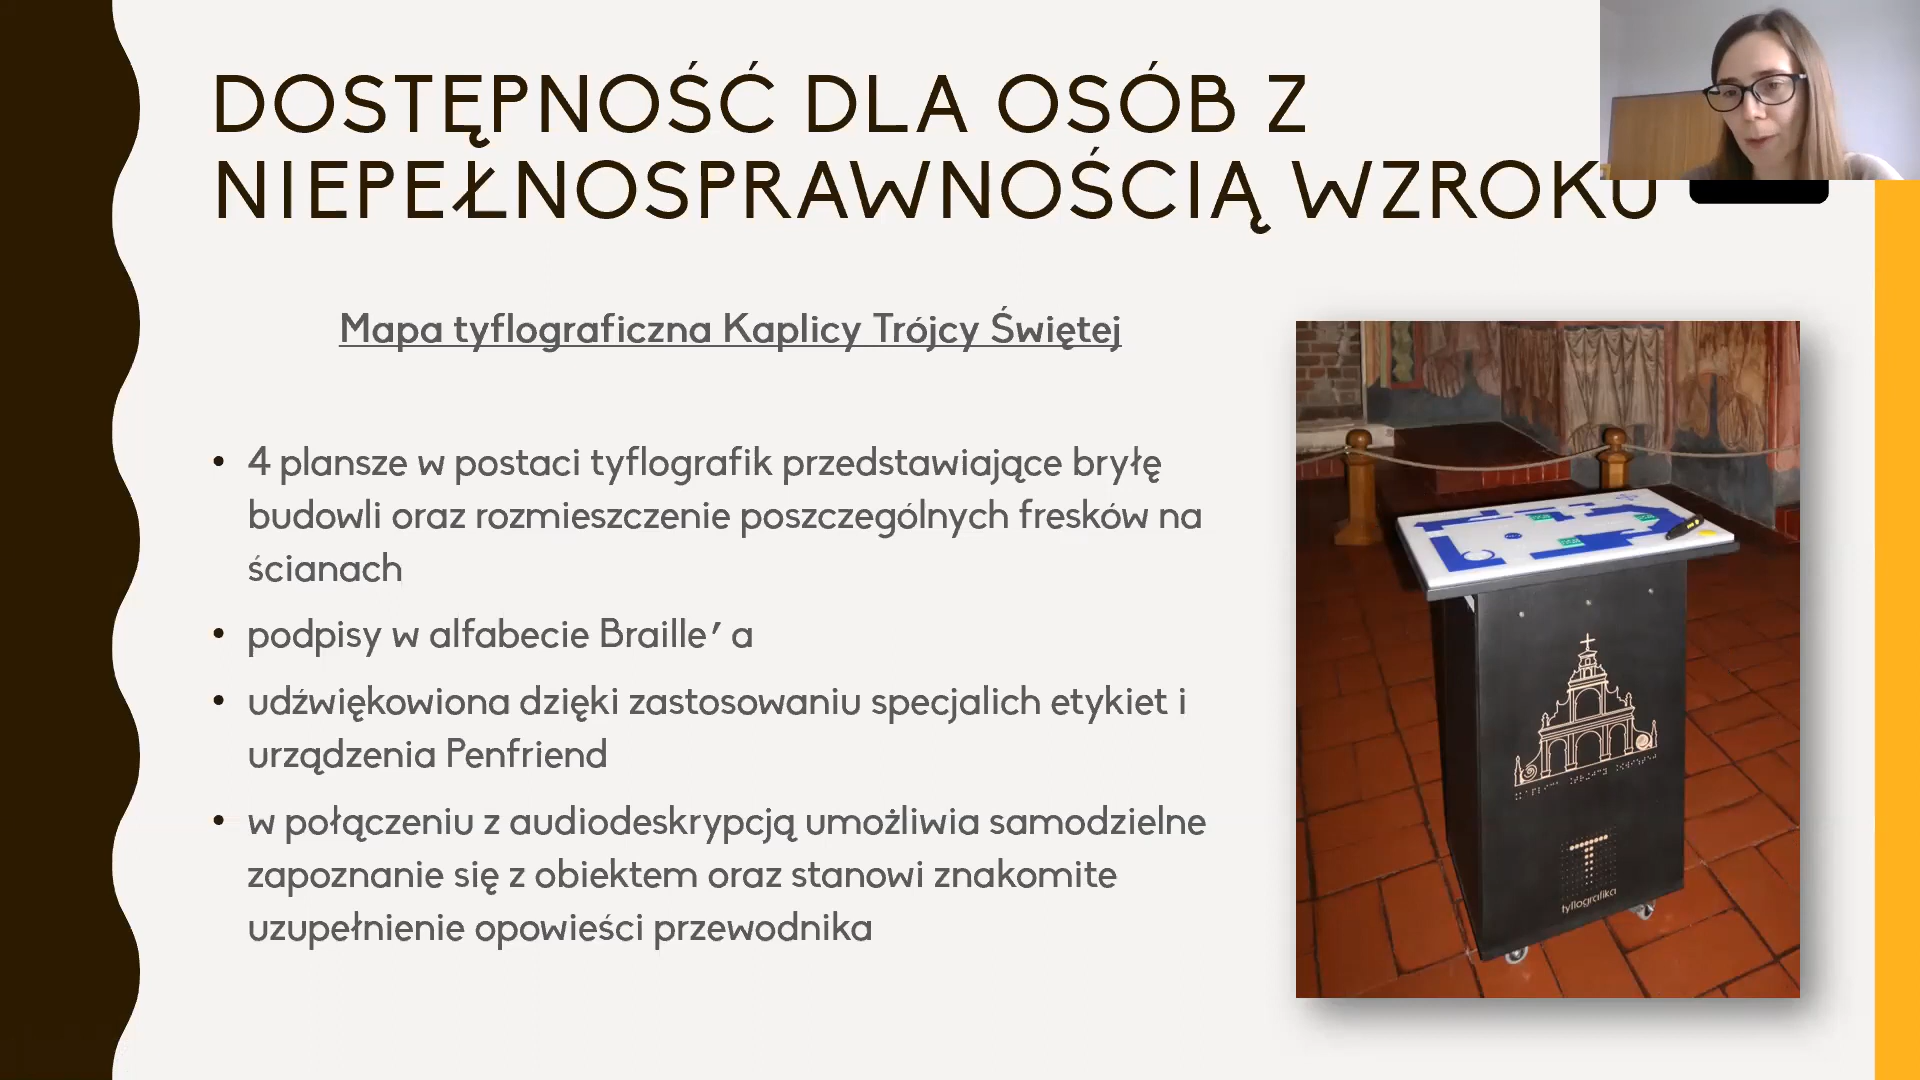 DOSTĘPNOŚĆ DLA OSÓB Z
NIEPEŁNOSPRAWNOŚCIĄ WZROKU
Mapa tyflograficzna Kaplicy Trójcy Świętej
• 4 plansze w postaci tyflografik przedstawiające bryłę
budowli oraz rozmieszczenie poszczególnych fresków na
ścianach
• podpisy w alfabecie Braille’ a
• udźwiękowiona dzięki zastosowaniu specjalich etykiet i
urządzenia Penfriend
• w połączeniu z audiodeskrypcją umożliwia samodzielne
zapoznanie się z obiektem oraz stanowi znakomite
uzupełnienie opowieści przewodnika
tyflografika